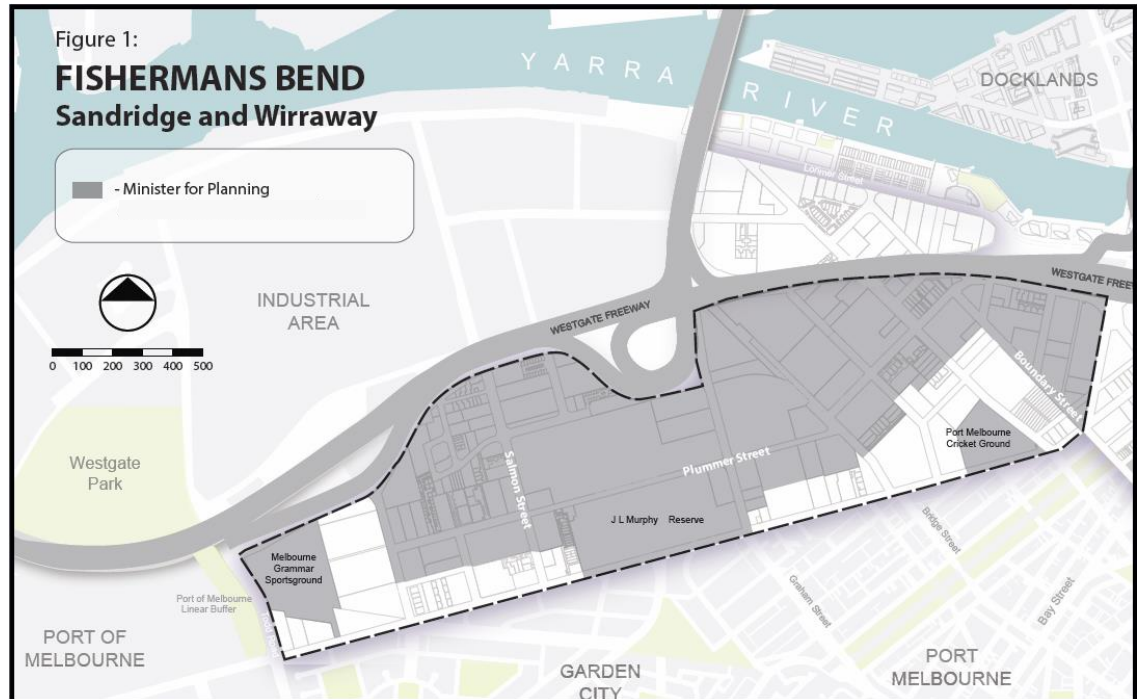 Figure 1:
FISHERMANS BEND
Sandridge and Wirraway
- Minister for Planning
0 100 200 300 400 500
YARRA RIVER
DOCKLANDS
Lorimer Street
INDUSTRIAL
AREA
WESTGATE FREEWAY
WESTGATE FREEW
Boundary Street
Port Melbourne
Cricket Ground
Westgate
Park
Salmon Street
Plummer Street
J L Murphy Reserve
Melbourne
Grammar
Sportsground
Port of Melbourne
Linear Buffer
Bridge Street
Graham Street
Bay Street
PORT OF
MELBOURNE
GARDEN
CITY
PORT
MELBOURNE